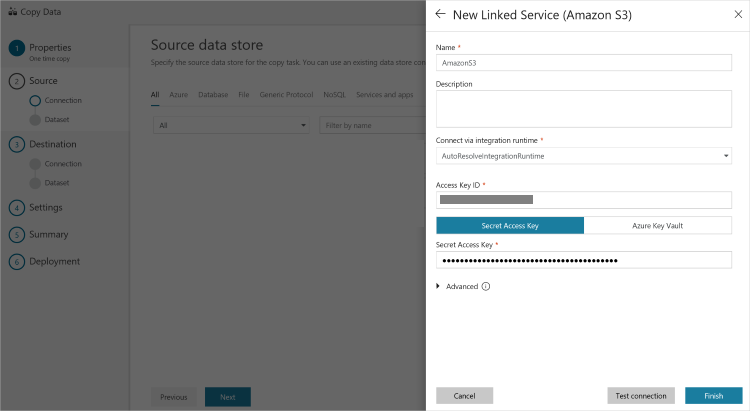 Copy Data
1
Properties
One time copy
2
Source
Connection
Dataset
3
Destination
Connection
Dataset
4
Settings
5
Summary
6
Deployment
Source data store
Specify the source data store for the copy task. You can use an existing data store con
All Azure Database File Generic Protocol NoSQL Services and apps
All
Filter by name
Previous
Next
New Linked Service (Amazon S3)
Name *
AmazonS3
Description
Connect via integration runtime *
AutoResolveIntegrationRuntime
Access Key ID *
Secret Access Key
Azure Key Vault
Secret Access Key *
Advanced
Cancel
Test connection
Finish